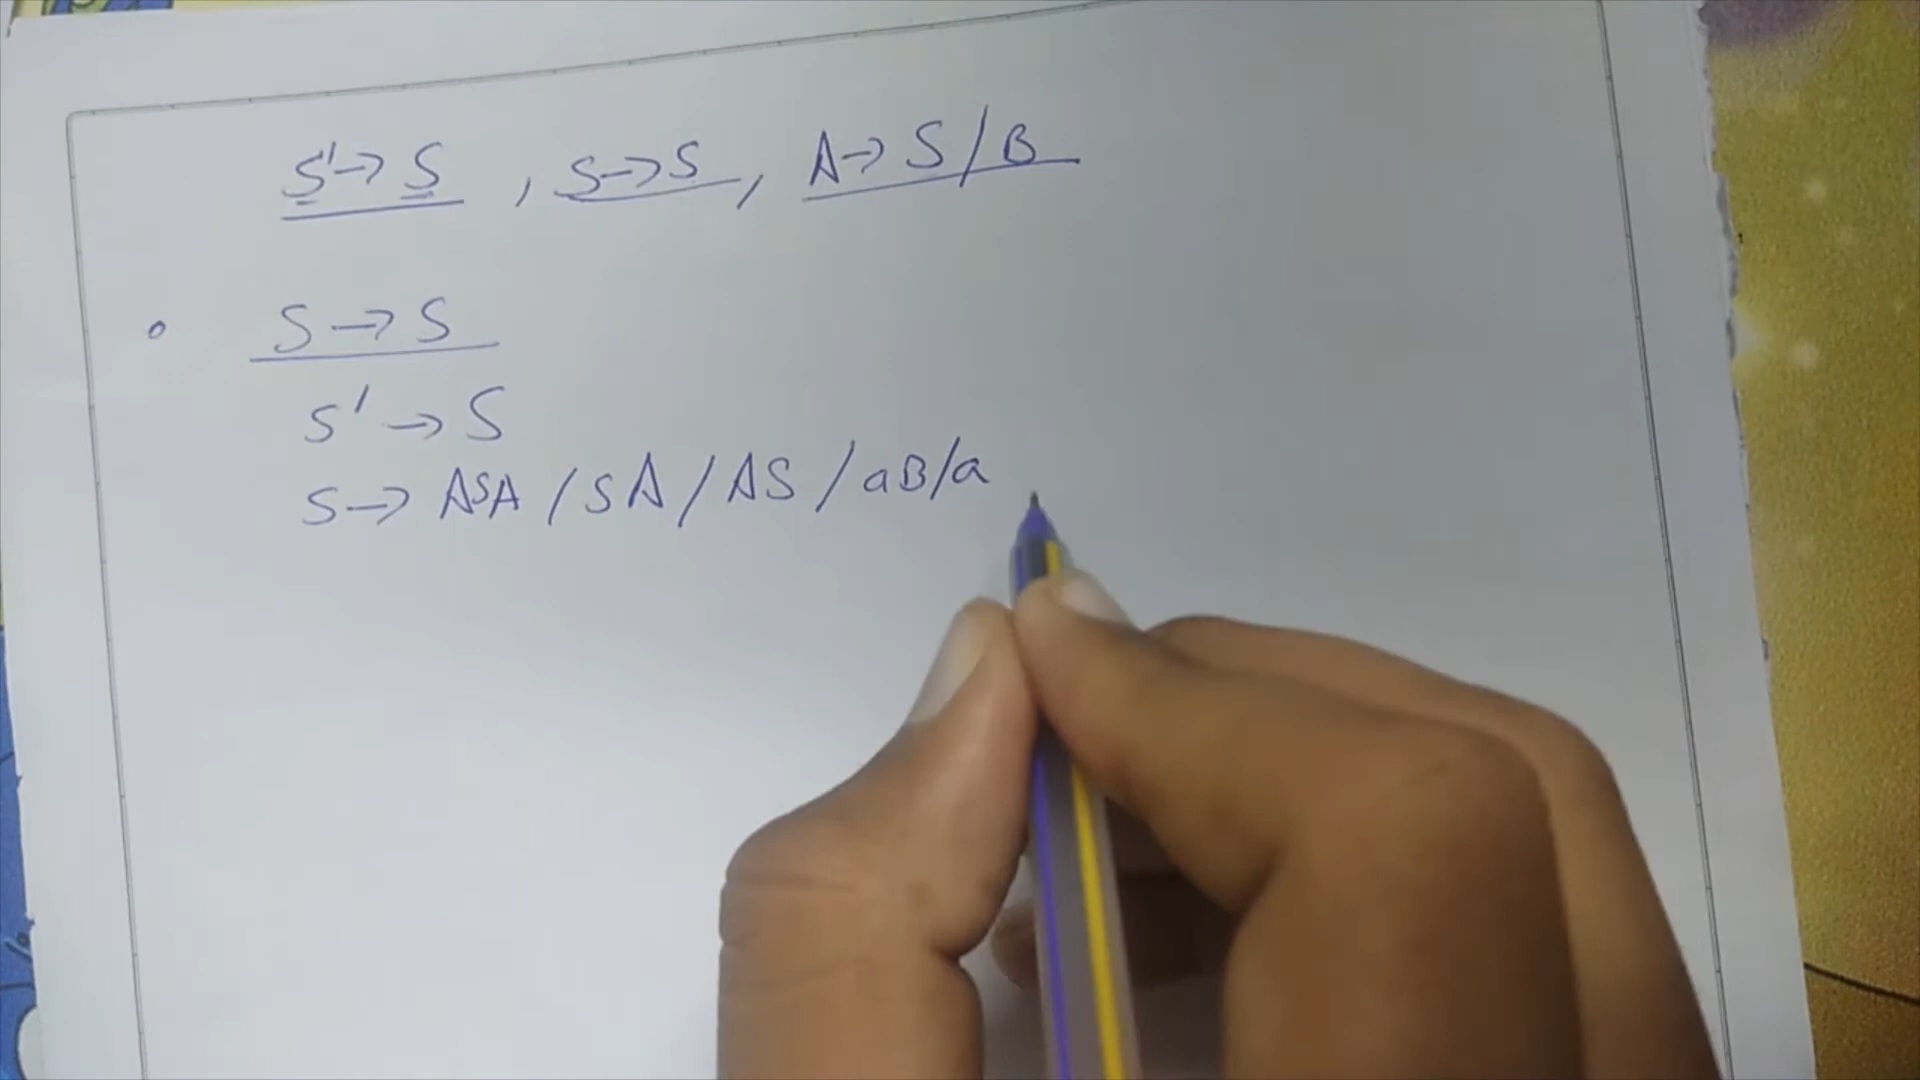 S' → S , S → S , A → S / B
S → S
S' → S
S → ASA / SA / AS / aB / a